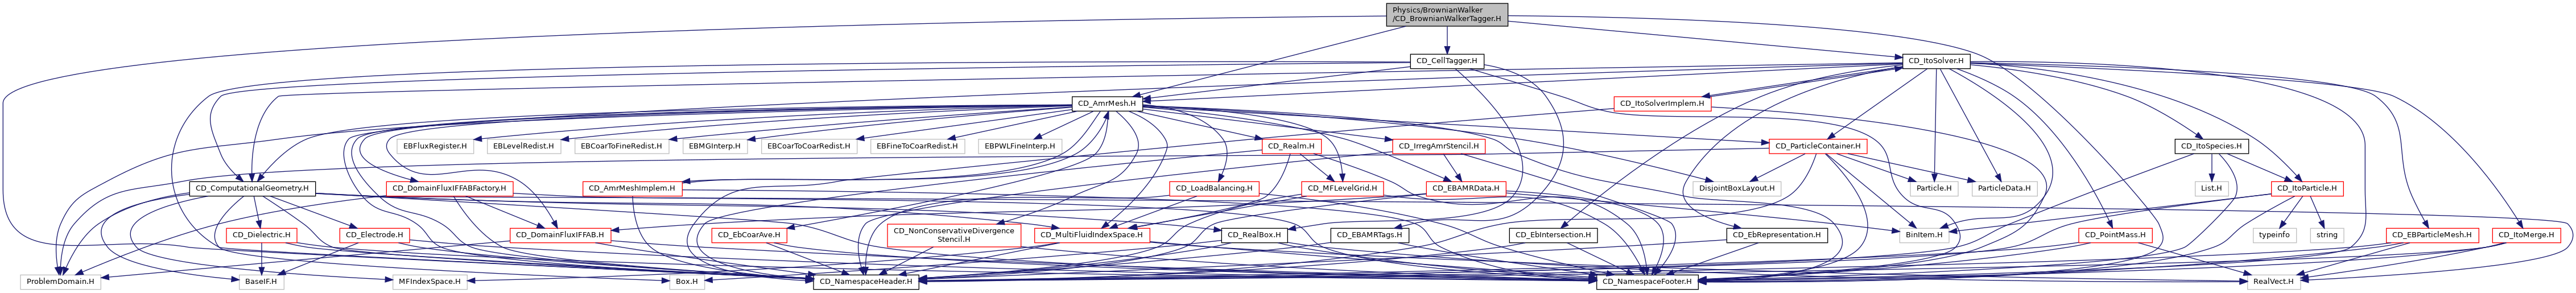 Physics/BrownianWalker
/CD_BrownianWalkerTagger.H
CD_CellTagger.H
CD_ItoSolver.H
CD_AmrMesh.H
CD_ItoSolverImplem.H
EBFluxRegister.H
EBLevelRedist.H
EBCoarToFineRedist.H
EBMGInterp.H
EBCoarToCoarRedist.H
EBFineToCoarRedist.H
EBPWLFineInterp.H
CD_Realm.H
CD_IrregAmrStencil.H
CD_ParticleContainer.H
CD_ItoSpecies.H
CD_ComputationalGeometry.H
CD_DomainFluxIFFABFactory.H
CD_AmrMeshImplem.H
CD_LoadBalancing.H
CD_MFLevelGrid.H
CD_EBAMRData.H
DisjointBoxLayout.H
Particle.H
ParticleData.H
List.H
CD_ItoParticle.H
CD_Dielectric.H
CD_Electrode.H
CD_DomainFluxIFFAB.H
CD_EbCoarAve.H
CD_NonConservativeDivergence
Stencil.H
CD_MultiFluidIndexSpace.H
CD_RealBox.H
CD_EBAMRTags.H
CD_EbIntersection.H
CD_EbRepresentation.H
BinItem.H
CD_PointMass.H
typeinfo
string
CD_EBParticleMesh.H
CD_ItoMerge.H
ProblemDomain.H
BaseIF.H
MFIndexSpace.H
Box.H
CD_NamespaceHeader.H
CD_NamespaceFooter.H
RealVect.H